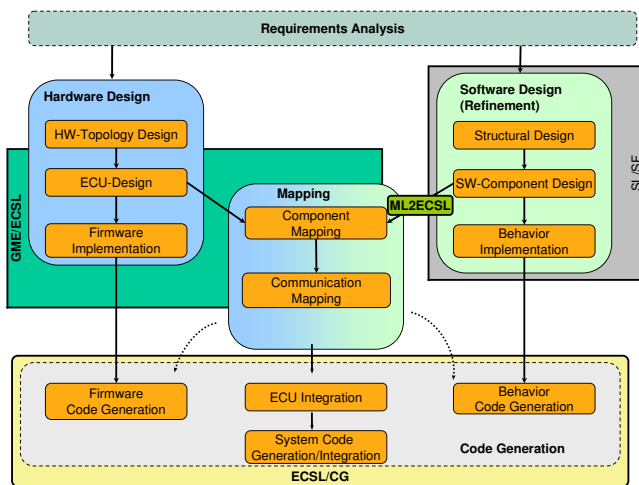 Requirements Analysis
Hardware Design
HW-Topology Design
ECU-Design
Firmware
Implementation
GME/ECSL
Software Design
(Refinement)
Structural Design
SW-Component Design
Behavior
Implementation
ML2ECSL
Mapping
Component
Mapping
Communication
Mapping
Firmware
Code Generation
ECU Integration
System Code
Generation/Integration
Behavior
Code Generation
Code Generation
ECSL/CG